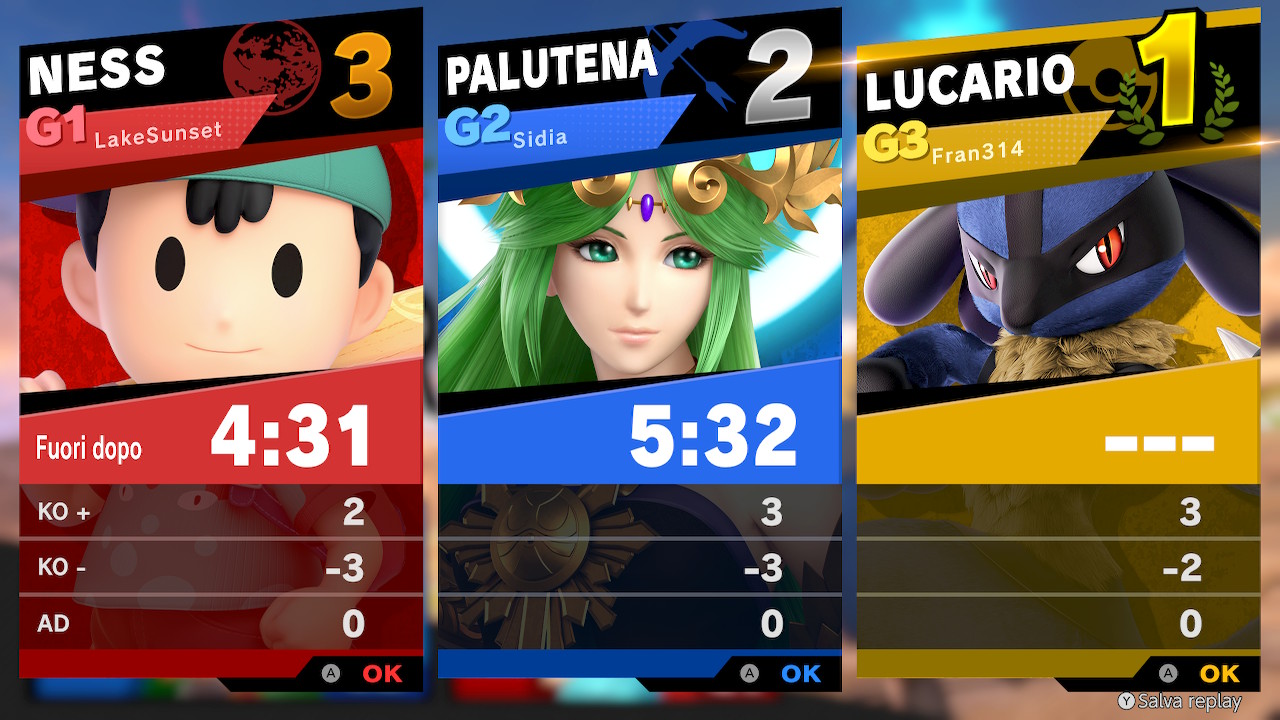 NESS 3
G1 LakeSunset
Fuori dopo 4:31
KO + 2
KO - -3
AD 0
A OK
PALUTENA 2
G2 Sidia
5:32
3
-3
0
A OK
LUCARIO 1
G3 Fran314
---
3
-2
0
A OK
Y Salva replay